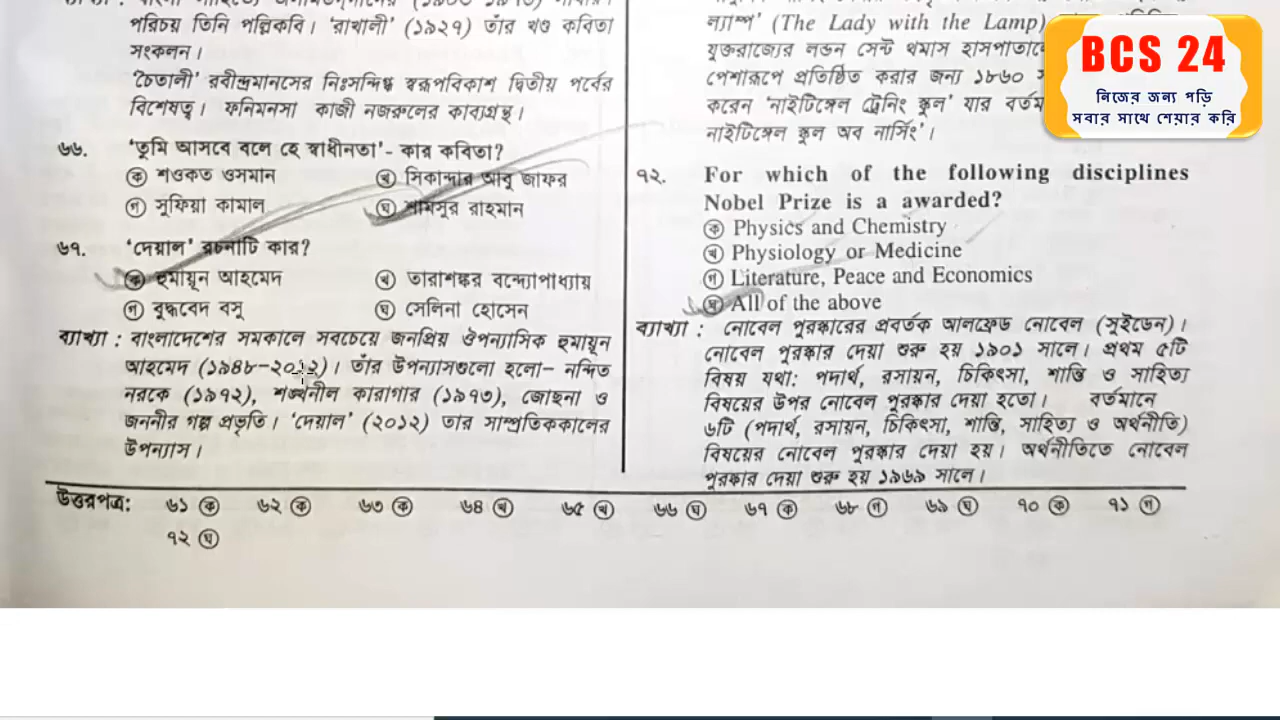 পরিচয় তিনি পল্লিকবি। 'রাখালী' (১৯২৭) তাঁর খণ্ড কবিতা
সংকলন।
'চৈতালী' রবীন্দ্রমানসের নিঃসন্দিগ্ধ স্বরূপবিকাশ দ্বিতীয় পর্বের
বিশেষত্ব। ফনিমনসা কাজী নজরুলের কাব্যগ্রন্থ।
৬৬. 'তুমি আসবে বলে হে স্বাধীনতা'- কার কবিতা?
ক শওকত ওসমান খ সিকান্দার আবু জাফর
গ সুফিয়া কামাল ঘ শামসুর রাহমান
৬৭. 'দেয়াল' রচনাটি কার?
ক হুমায়ূন আহমেদ খ তারাশঙ্কর বন্দ্যোপাধ্যায়
গ বুদ্ধবেদ বসু ঘ সেলিনা হোসেন
ব্যাখ্যা : বাংলাদেশের সমকালে সবচেয়ে জনপ্রিয় ঔপন্যাসিক হুমায়ূন
আহমেদ (১৯৪৮-২০১২)। তাঁর উপন্যাসগুলো হলো- নন্দিত
নরকে (১৯৭২), শঙ্খনীল কারাগার (১৯৭৩), জোছনা ও
জননীর গল্প প্রভৃতি। 'দেয়াল' (২০১২) তার সাম্প্রতিককালের
উপন্যাস।
ল্যাম্প' (The Lady with the Lamp)
যুক্তরাজ্যের লন্ডন সেন্ট থমাস হাসপাতালে
পেশারূপে প্রতিষ্ঠিত করার জন্য ১৮৬০
করেন 'নাইটিঙ্গেল ট্রেনিং স্কুল' যার বর্তম
নাইটিঙ্গেল স্কুল অব নার্সিং'।
৭২. For which of the following disciplines
Nobel Prize is a awarded?
ক Physics and Chemistry
খ Physiology or Medicine
গ Literature, Peace and Economics
ঘ All of the above
ব্যাখ্যা : নোবেল পুরস্কারের প্রবর্তক আলফ্রেড নোবেল (সুইডেন)।
নোবেল পুরস্কার দেয়া শুরু হয় ১৯০১ সালে। প্রথম ৫টি
বিষয় যথা: পদার্থ, রসায়ন, চিকিৎসা, শান্তি ও সাহিত্য
বিষয়ের উপর নোবেল পুরষ্কার দেয়া হতো। বর্তমানে
৬টি (পদার্থ, রসায়ন, চিকিৎসা, শান্তি, সাহিত্য ও অর্থনীতি)
বিষয়ের নোবেল পুরষ্কার দেয়া হয়। অর্থনীতিতে নোবেল
পুরস্কার দেয়া শুরু হয় ১৯৬৯ সালে।
উত্তরপত্র: ৬১ ক ৬২ ক ৬৩ ক ৬৪ খ ৬৫ খ ৬৬ ঘ ৬৭ ক ৬৮ গ ৬৯ ঘ ৭০ ক ৭১ গ
৭২ ঘ
BCS 24
নিজের জন্য পড়ি
সবার সাথে শেয়ার করি